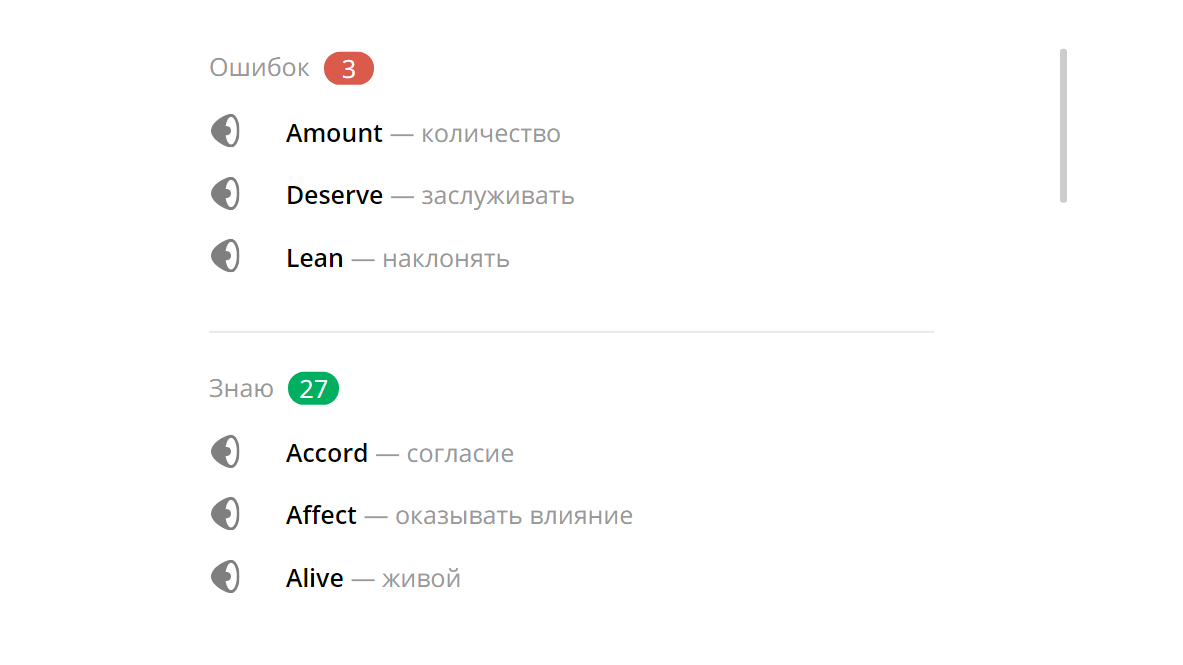 Ошибок 3
Amount — количество
Deserve — заслуживать
Lean — наклонять
Знаю 27
Accord — согласие
Affect — оказывать влияние
Alive — живой